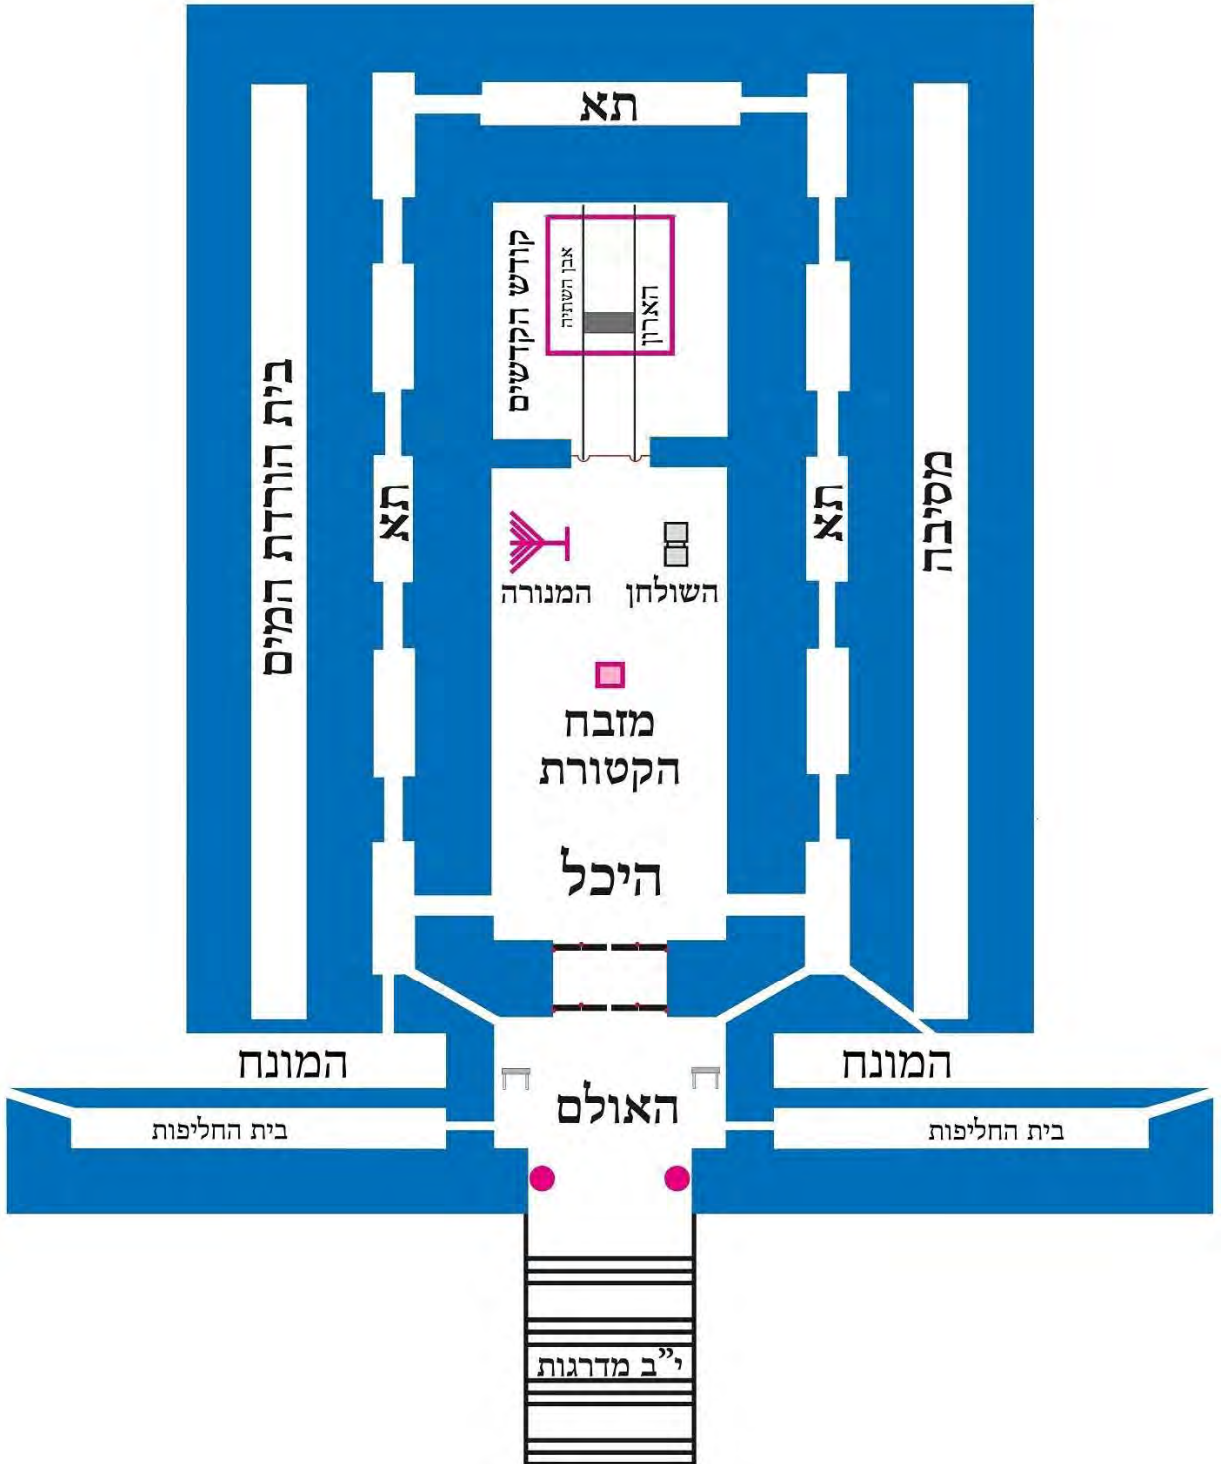 תא
קודש הקדשים
אבן השתיה
הארון
בית הורדת המים
תא
תא
מסיבה
המנורה
השולחן
מזבח
הקטורת
היכל
המונח
המונח
האולם
בית החליפות
בית החליפות
י"ב מדרגות